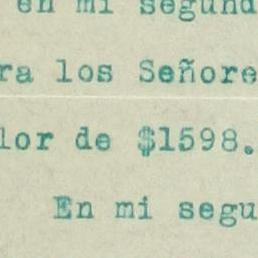 en mi segund
ra los Señore
lor de $1598.
En mi segu